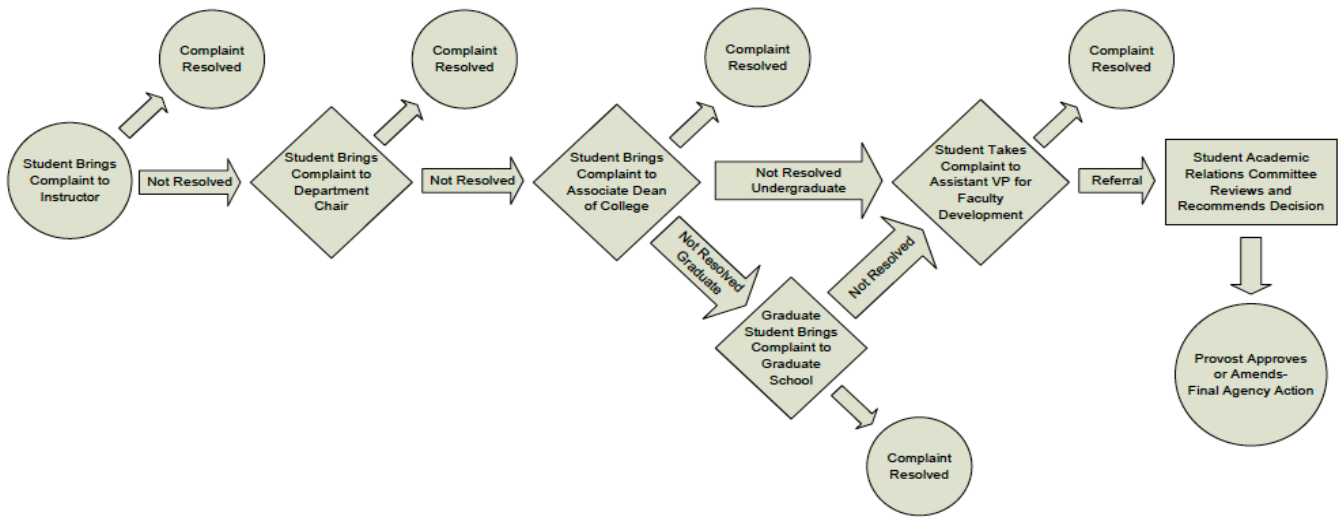 Complaint
Resolved
Complaint
Resolved
Complaint
Resolved
Complaint
Resolved
Student Brings
Complaint to
Instructor
Not Resolved
Student Brings
Complaint to
Department
Chair
Not Resolved
Student Brings
Complaint to
Associate Dean
of College
Not Resolved
Undergraduate
Student Takes
Complaint to
Assistant VP for
Faculty
Development
Referral
Student Academic
Relations Committee
Reviews and
Recommends Decision
Not Resolved
Graduate
Not Resolved
Graduate
Student Brings
Complaint to
Graduate
School
Provost Approves
or Amends-
Final Agency Action
Complaint
Resolved